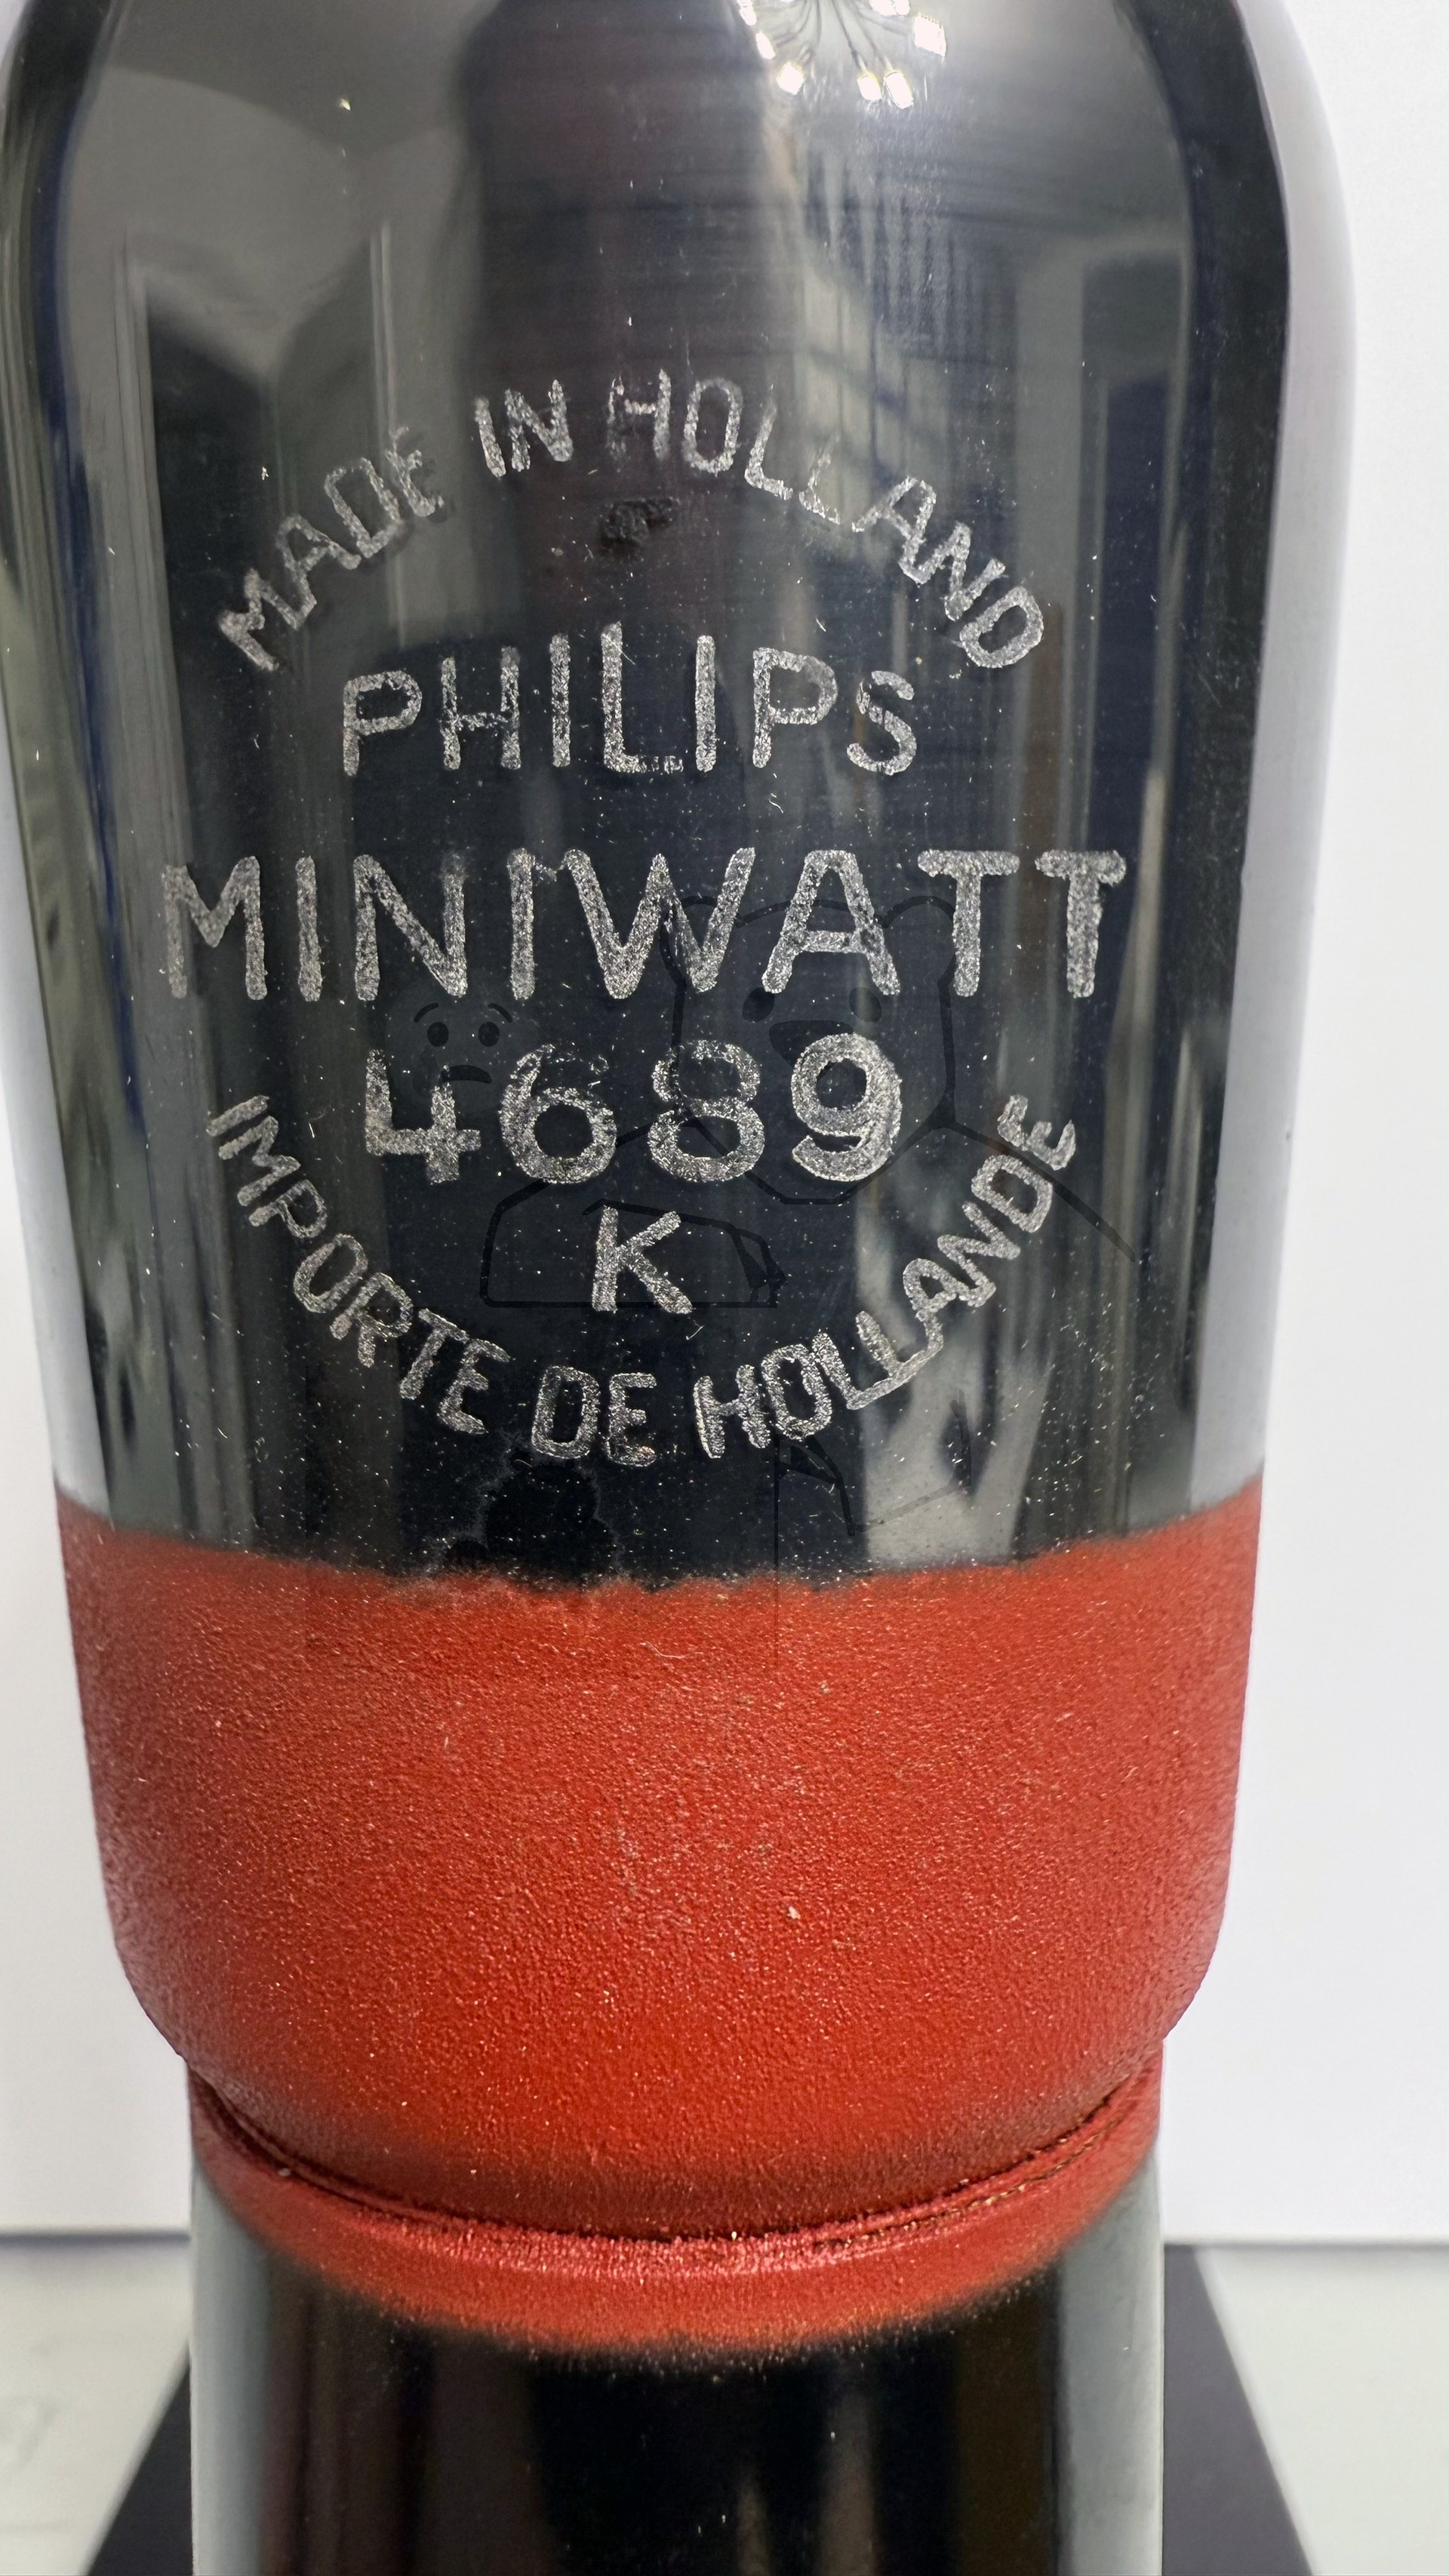 MADE IN HOLLAND
PHILIPS
MINIWATT
4689
K
IMPORTE DE HOLLANDE